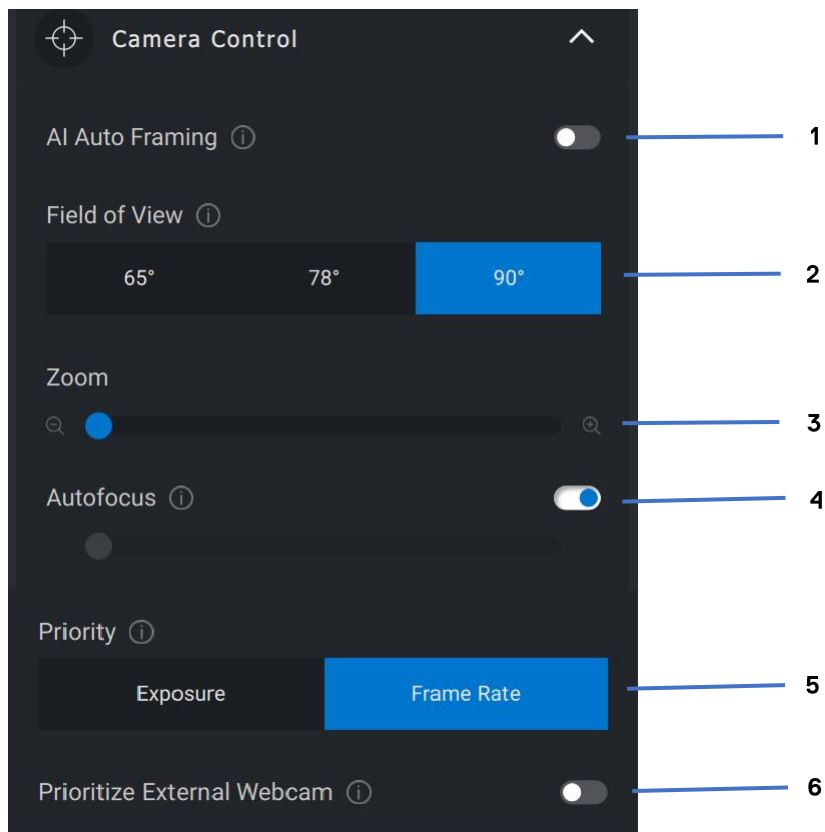 Camera Control
AI Auto Framing 1
Field of View
65° 78° 90° 2
Zoom
3
Autofocus 4
Priority
Exposure Frame Rate 5
Prioritize External Webcam 6